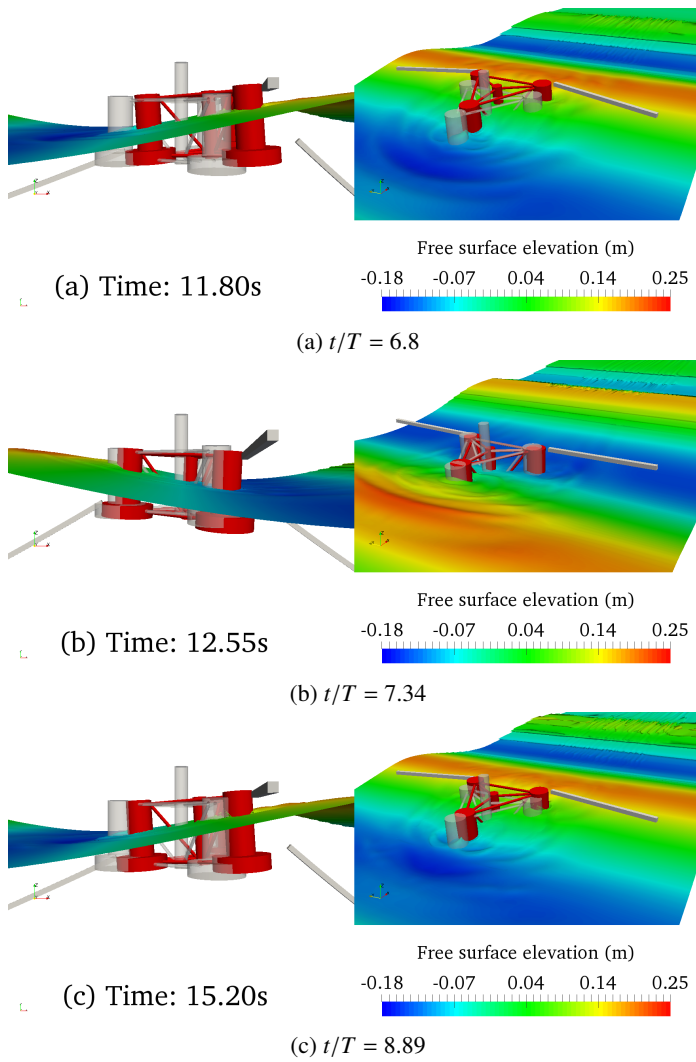 Free surface elevation (m)
-0.18 -0.07 0.04 0.14 0.25
(a) Time: 11.80s
(a) t/T = 6.8
Free surface elevation (m)
-0.18 -0.07 0.04 0.14 0.25
(b) Time: 12.55s
(b) t/T = 7.34
Free surface elevation (m)
-0.18 -0.07 0.04 0.14 0.25
(c) Time: 15.20s
(c) t/T = 8.89